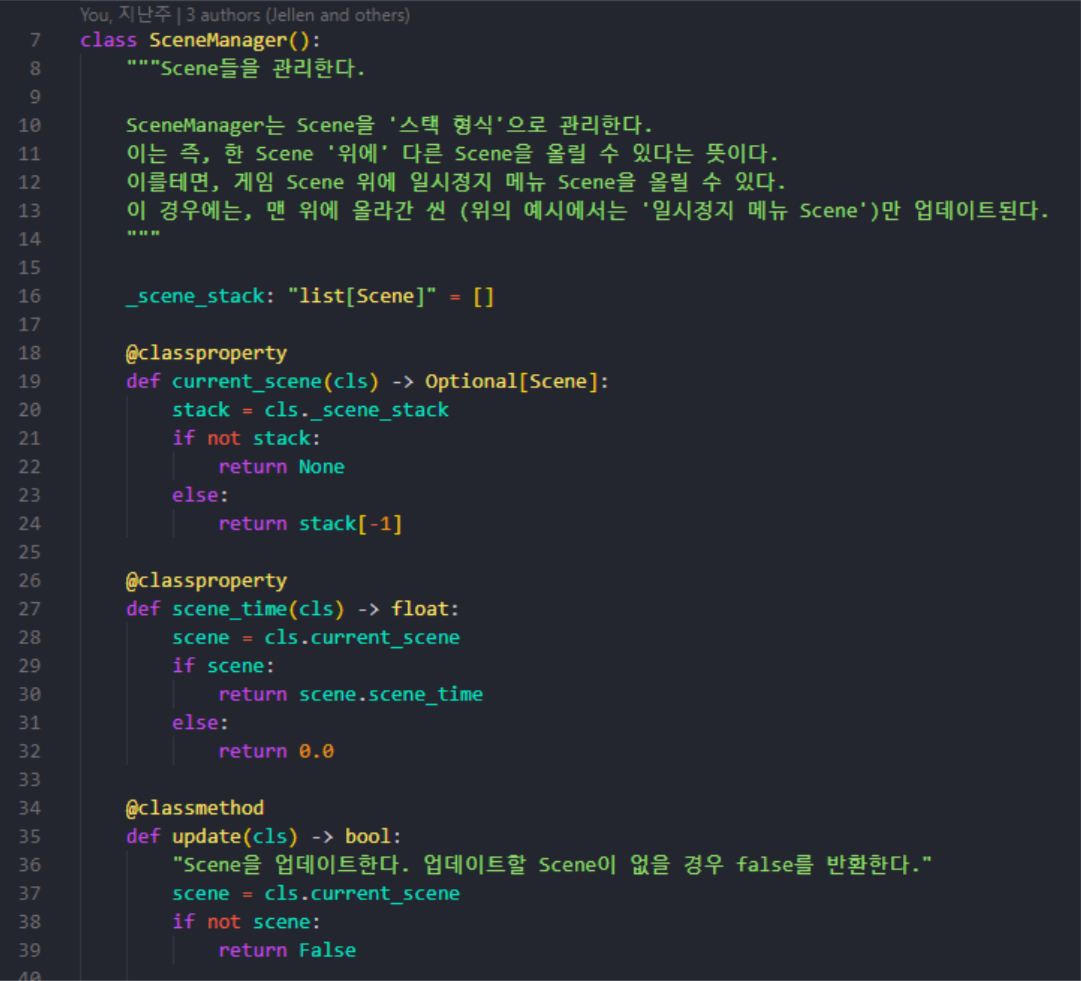 You, 지난주 | 3 authors (Jellen and others)
7 class SceneManager():
8 """Scene들을 관리한다.
9
10 SceneManager는 Scene을 '스택 형식'으로 관리한다.
11 이는 즉, 한 Scene '위에' 다른 Scene을 올릴 수 있다는 뜻이다.
12 이를테면, 게임 Scene 위에 일시정지 메뉴 Scene을 올릴 수 있다.
13 이 경우에는, 맨 위에 올라간 씬 (위의 예시에서는 '일시정지 메뉴 Scene')만 업데이트된다.
14 """
15
16 _scene_stack: "list[Scene]" = []
17
18 @classproperty
19 def current_scene(cls) -> Optional[Scene]:
20 stack = cls._scene_stack
21 if not stack:
22 return None
23 else:
24 return stack[-1]
25
26 @classproperty
27 def scene_time(cls) -> float:
28 scene = cls.current_scene
29 if scene:
30 return scene.scene_time
31 else:
32 return 0.0
33
34 @classmethod
35 def update(cls) -> bool:
36 "Scene을 업데이트한다. 업데이트할 Scene이 없을 경우 false를 반환한다."
37 scene = cls.current_scene
38 if not scene:
39 return False
40